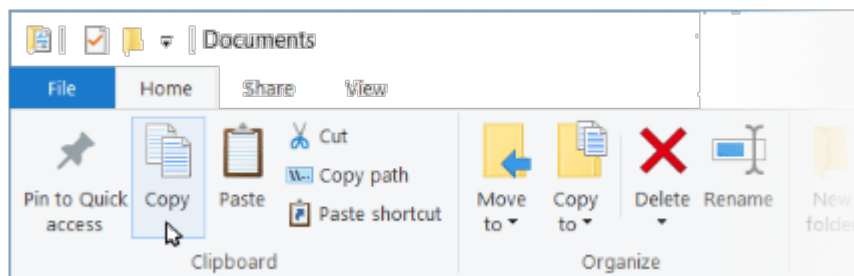 Documents
File Home Share View
Pin to Quick access
Copy
Paste
Cut
Copy path
Paste shortcut
Move to
Copy to
Delete
Rename
New folder
Clipboard
Organize